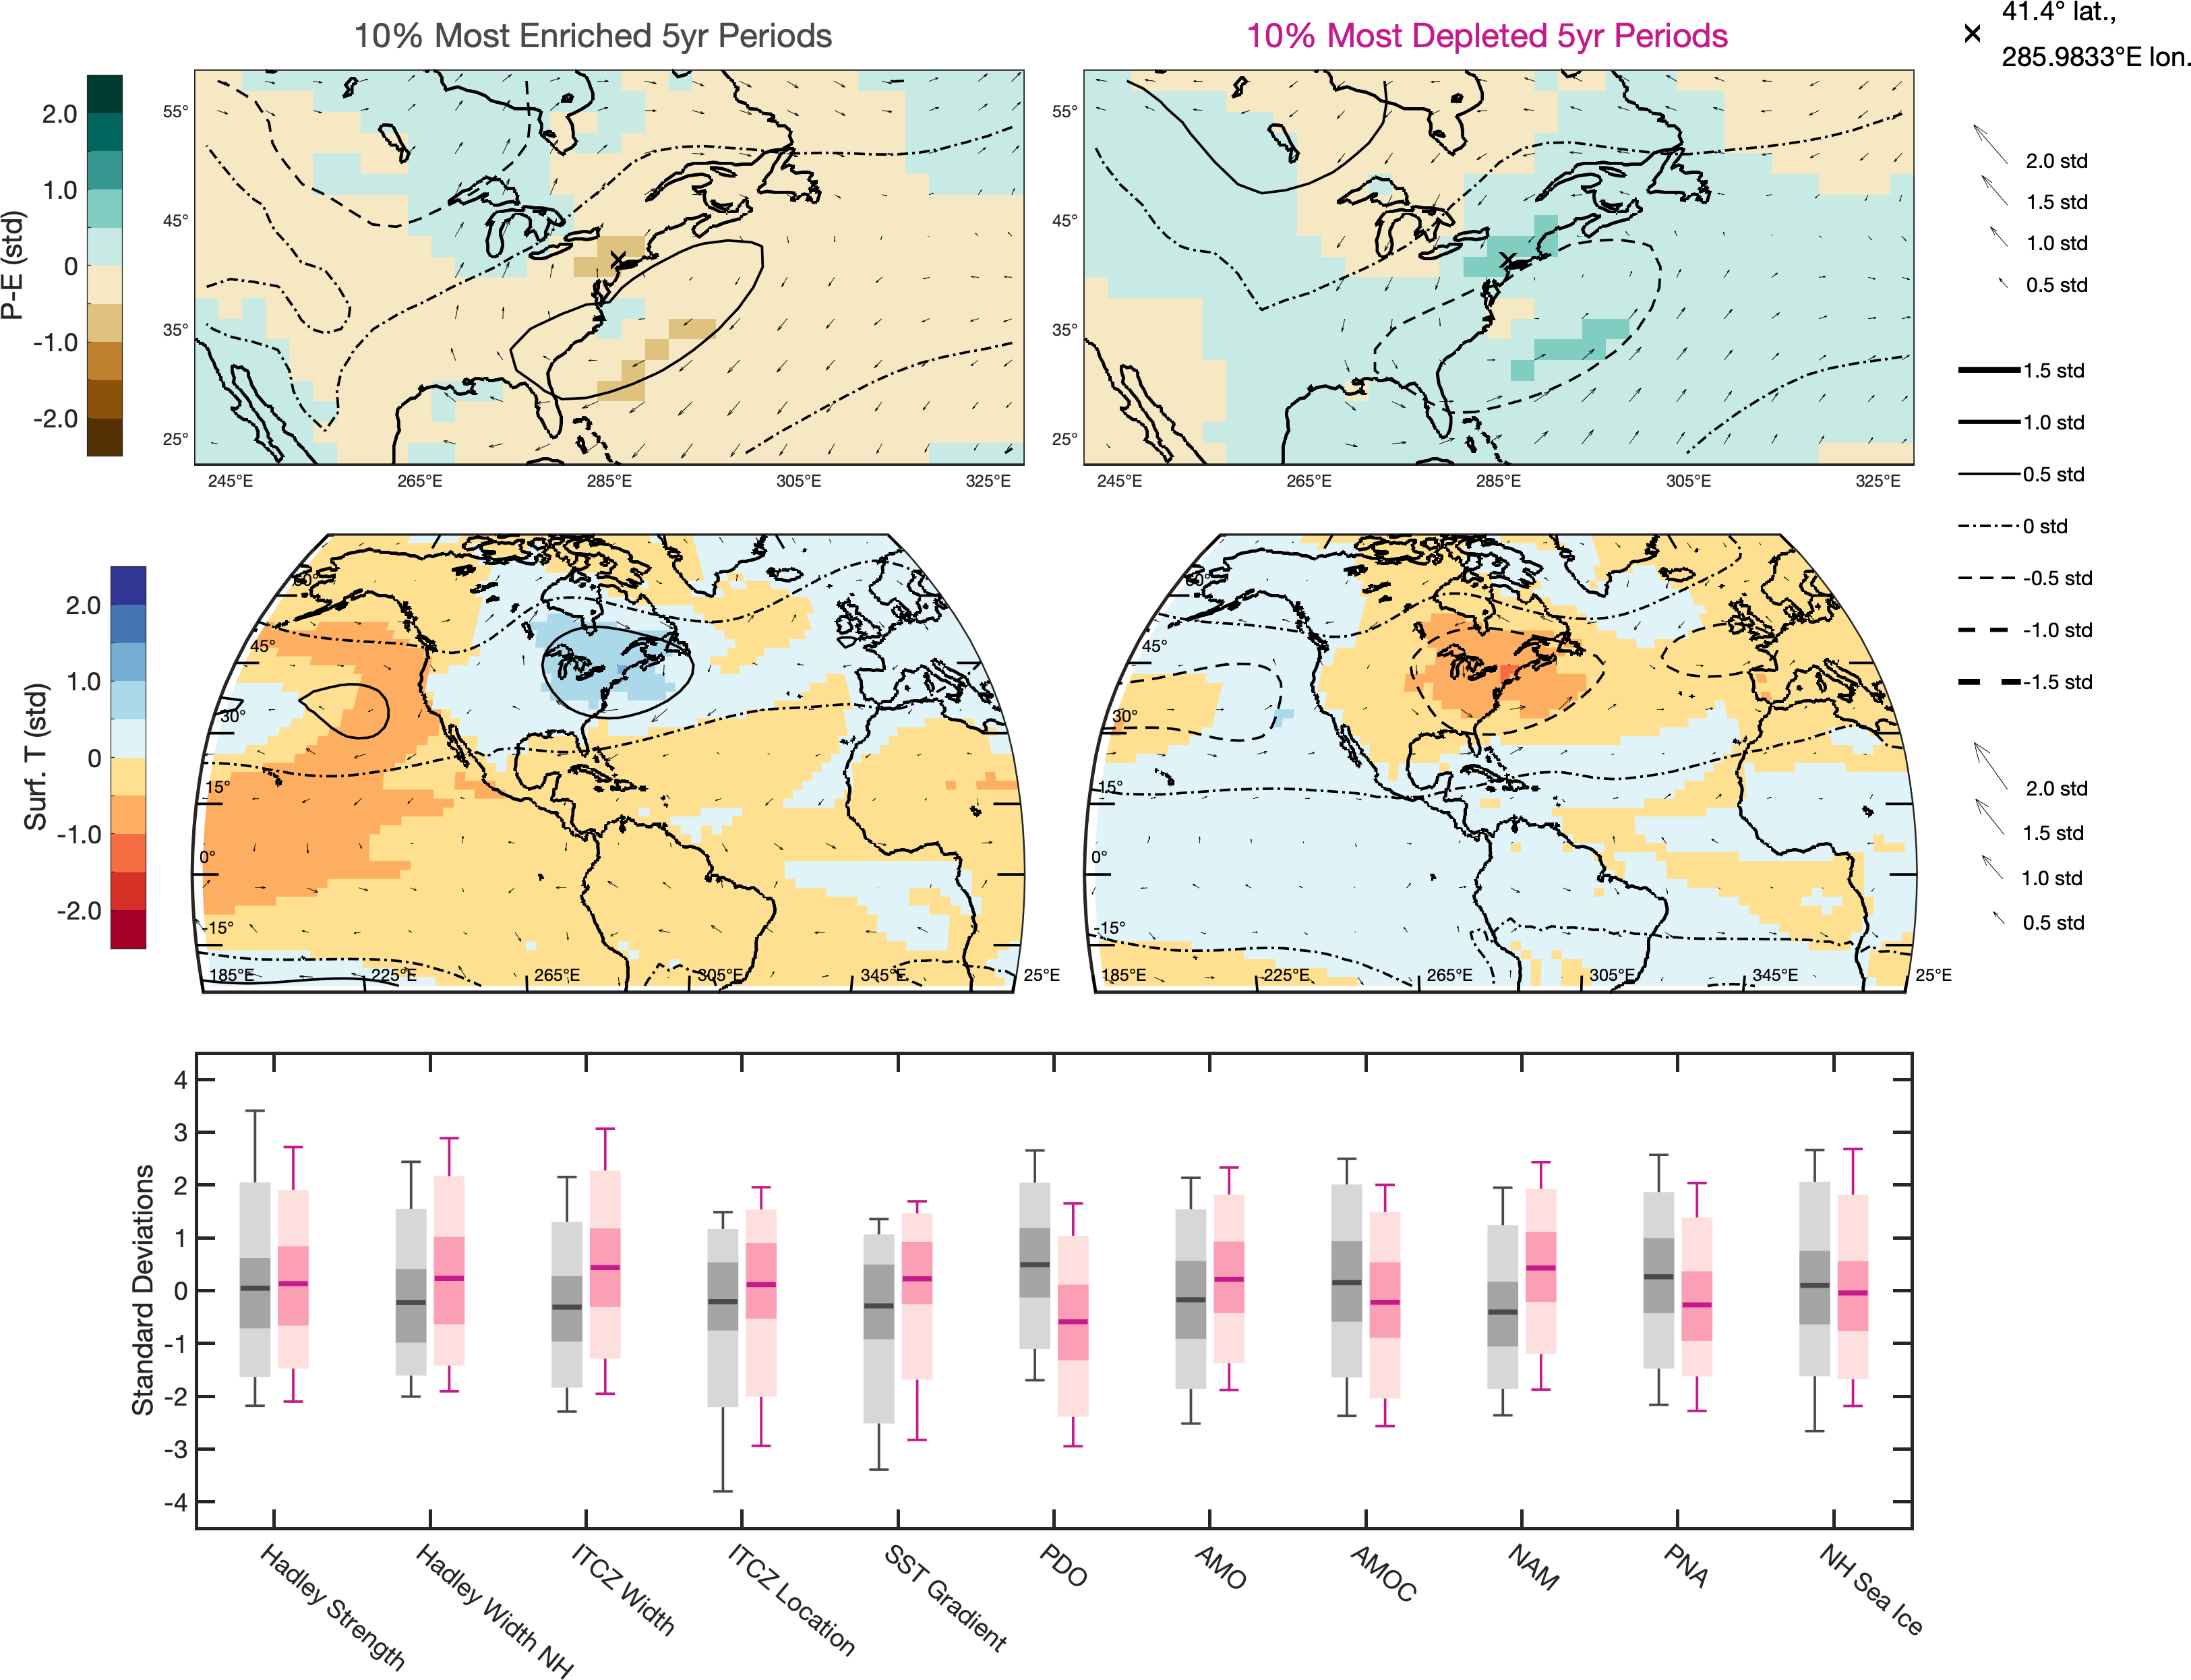 10% Most Enriched 5yr Periods
10% Most Depleted 5yr Periods
41.4° lat.,
285.9833°E lon.
P-E (std)
2.0
1.0
0
-1.0
-2.0
55°
45°
35°
25°
245°E
265°E
285°E
305°E
325°E
55°
45°
35°
25°
245°E
265°E
285°E
305°E
325°E
2.0 std
1.5 std
1.0 std
0.5 std
1.5 std
1.0 std
0.5 std
0 std
-0.5 std
-1.0 std
-1.5 std
2.0 std
1.5 std
1.0 std
0.5 std
Surf. T (std)
2.0
1.0
0
-1.0
-2.0
60°
45°
30°
15°
0°
-15°
185°E
225°E
265°E
305°E
345°E
25°E
60°
45°
30°
15°
0°
-15°
185°E
225°E
265°E
305°E
345°E
25°E
Standard Deviations
4
3
2
1
0
-1
-2
-3
-4
Hadley Strength
Hadley Width NH
ITCZ Width
ITCZ Location
SST Gradient
PDO
AMO
AMOC
NAM
PNA
NH Sea Ice